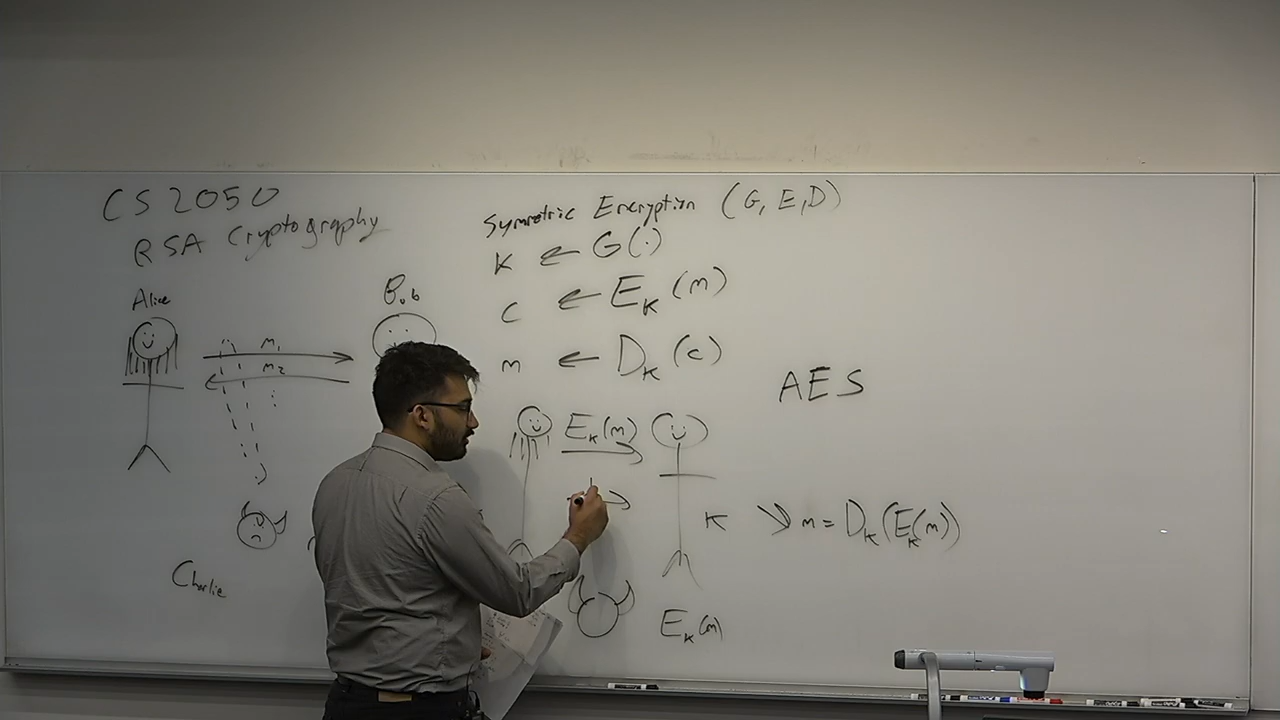 CS 2050
RSA Cryptography
Alice
Bob
m₁
m₂
Charlie
Symmetric Encryption (G, E, D)
K ← G(·)
C ← E_K(m)
m ← D_K(c)
AES
E_K(m)
K
m = D_K(E_K(m))
E_K(m)